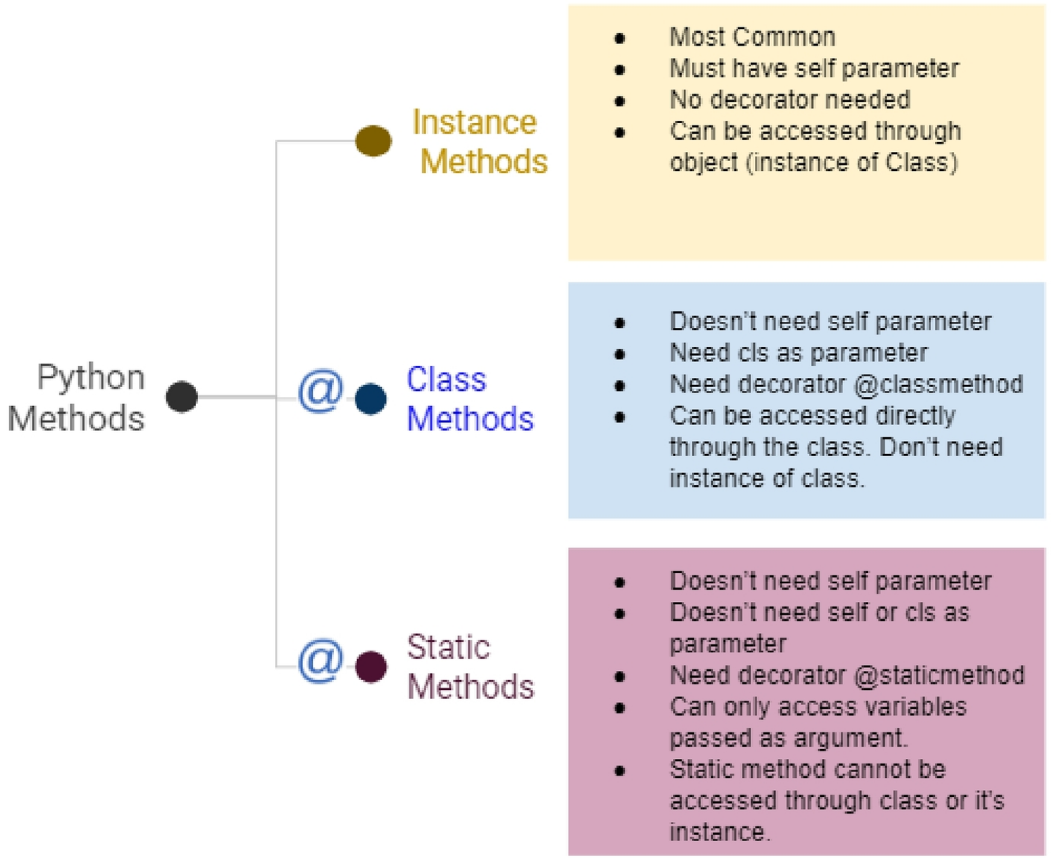 Python
Methods
Instance
Methods
● Most Common
● Must have self parameter
● No decorator needed
● Can be accessed through
object (instance of Class)
@
Class
Methods
● Doesn't need self parameter
● Need cls as parameter
● Need decorator @classmethod
● Can be accessed directly
through the class. Don't need
instance of class.
@
Static
Methods
● Doesn't need self parameter
● Doesn't need self or cls as
parameter
● Need decorator @staticmethod
● Can only access variables
passed as argument.
● Static method cannot be
accessed through class or it's
instance.